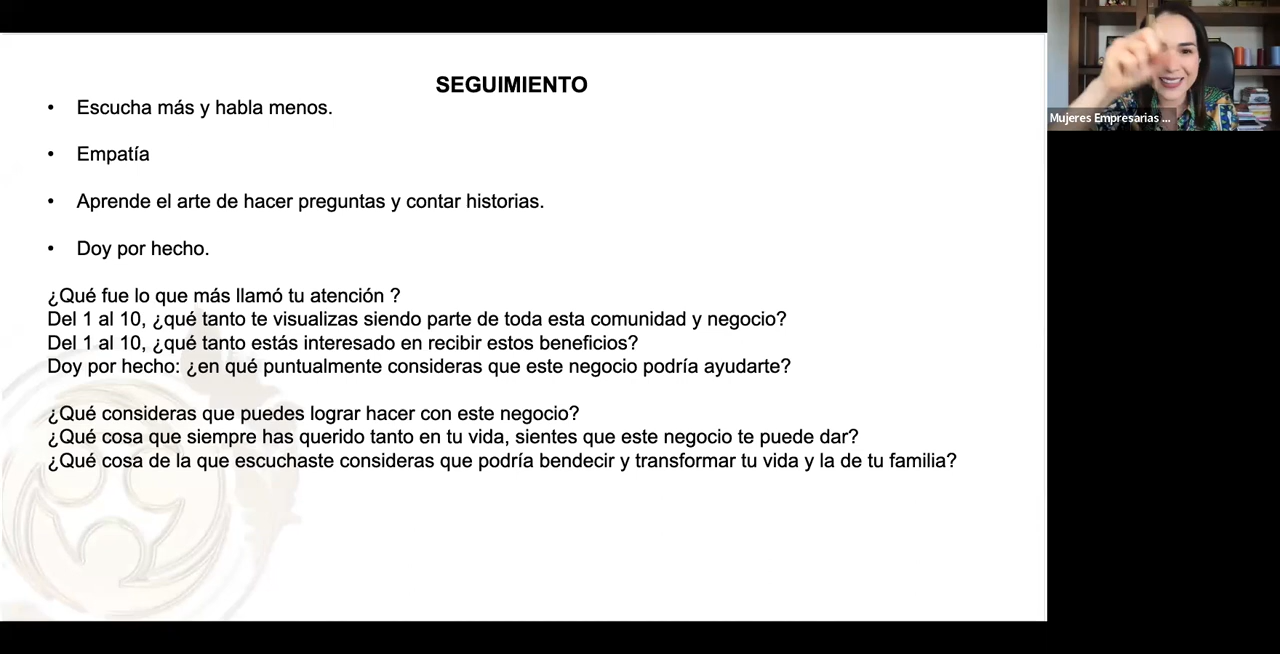 SEGUIMIENTO
• Escucha más y habla menos.
• Empatía
• Aprende el arte de hacer preguntas y contar historias.
• Doy por hecho.
¿Qué fue lo que más llamó tu atención ?
Del 1 al 10, ¿qué tanto te visualizas siendo parte de toda esta comunidad y negocio?
Del 1 al 10, ¿qué tanto estás interesado en recibir estos beneficios?
Doy por hecho: ¿en qué puntualmente consideras que este negocio podría ayudarte?
¿Qué consideras que puedes lograr hacer con este negocio?
¿Qué cosa que siempre has querido tanto en tu vida, sientes que este negocio te puede dar?
¿Qué cosa de la que escuchaste consideras que podría bendecir y transformar tu vida y la de tu familia?
Mujeres Empresarias ...